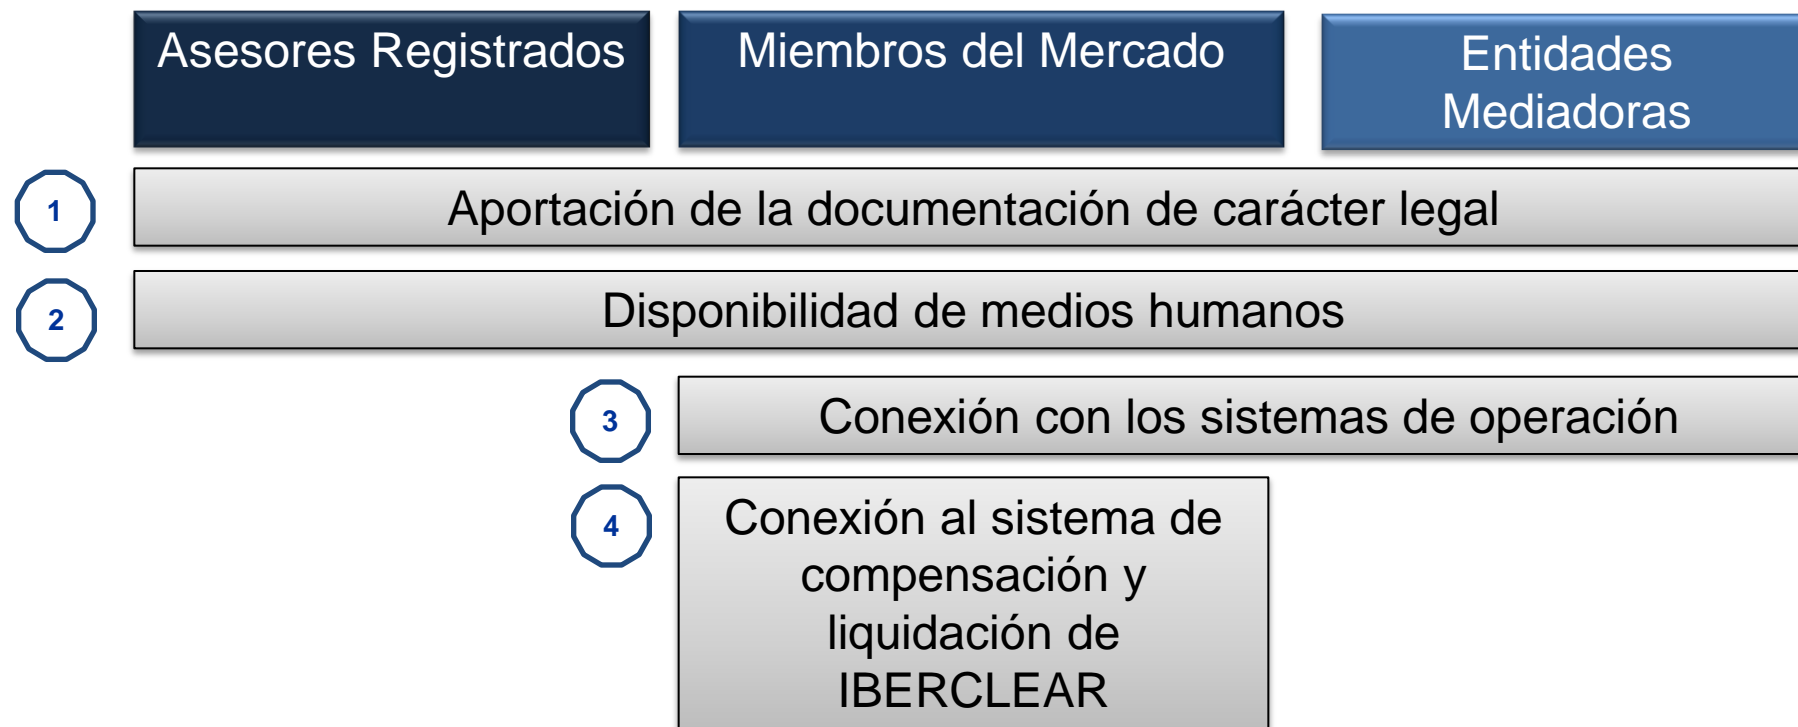 Asesores Registrados
Miembros del Mercado
Entidades
Mediadoras
1
Aportación de la documentación de carácter legal
2
Disponibilidad de medios humanos
3
Conexión con los sistemas de operación
4
Conexión al sistema de
compensación y
liquidación de
IBERCLEAR